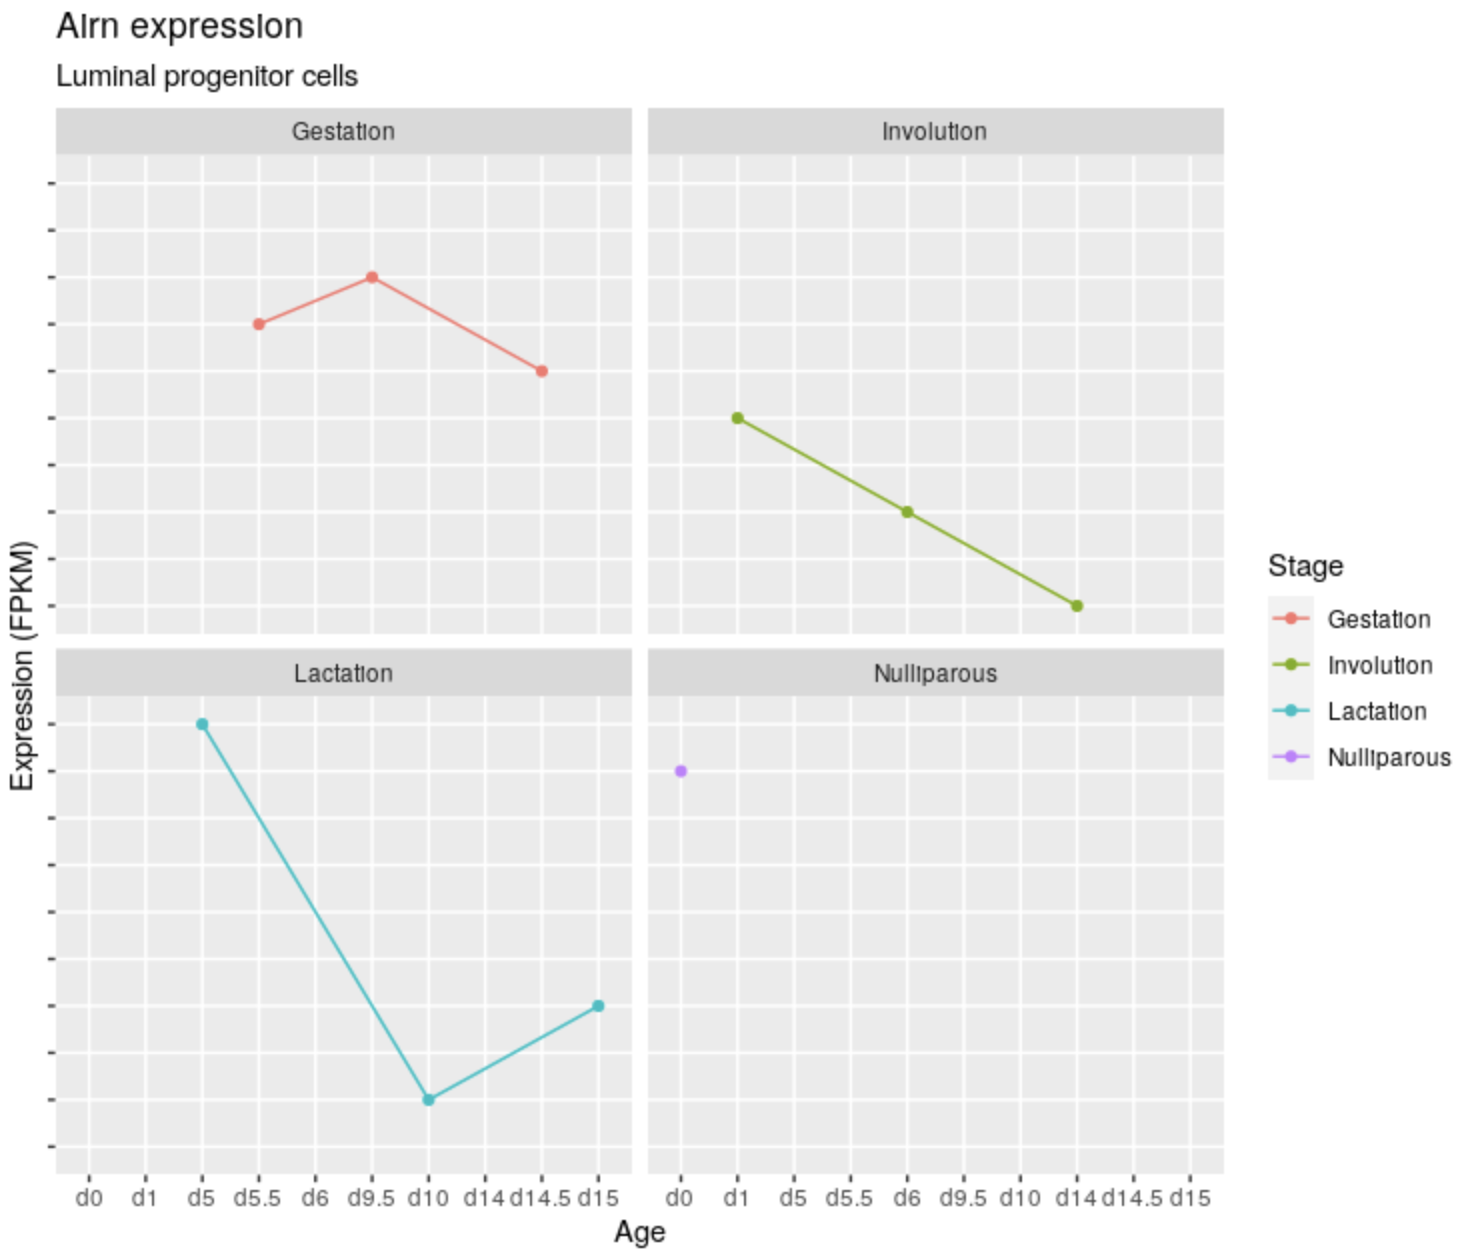 Airn expression
Luminal progenitor cells
Gestation
Involution
Lactation
Nulliparous
Expression (FPKM)
d0 d1 d5 d5.5 d6 d9.5 d10 d14 d14.5 d15
d0 d1 d5 d5.5 d6 d9.5 d10 d14 d14.5 d15
Age
Stage
Gestation
Involution
Lactation
Nulliparous